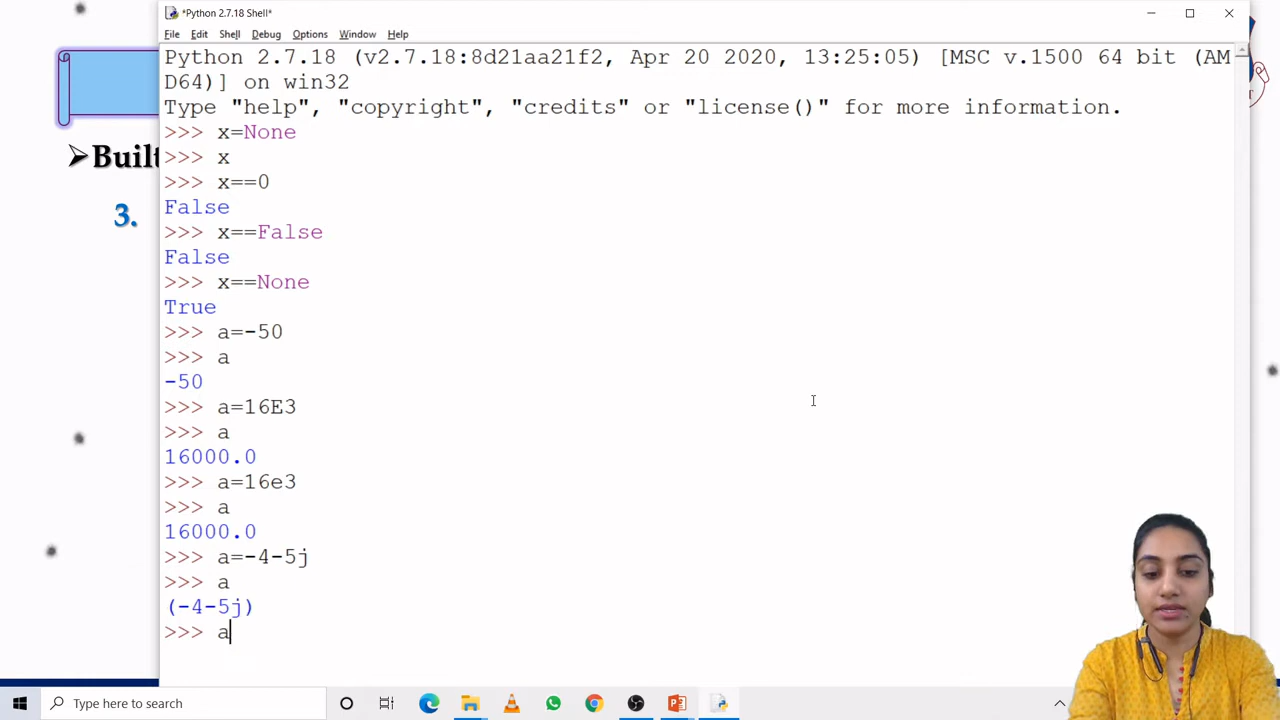 *Python 2.7.18 Shell*
File Edit Shell Debug Options Window Help
Python 2.7.18 (v2.7.18:8d21aa21f2, Apr 20 2020, 13:25:05) [MSC v.1500 64 bit (AM
D64)] on win32
Type "help", "copyright", "credits" or "license()" for more information.
>>> x=None
>>> x
>>> x==0
False
>>> x==False
False
>>> x==None
True
>>> a=-50
>>> a
-50
>>> a=16E3
>>> a
16000.0
>>> a=16e3
>>> a
16000.0
>>> a=-4-5j
>>> a
(-4-5j)
>>> a
➢Built
3.
Type here to search